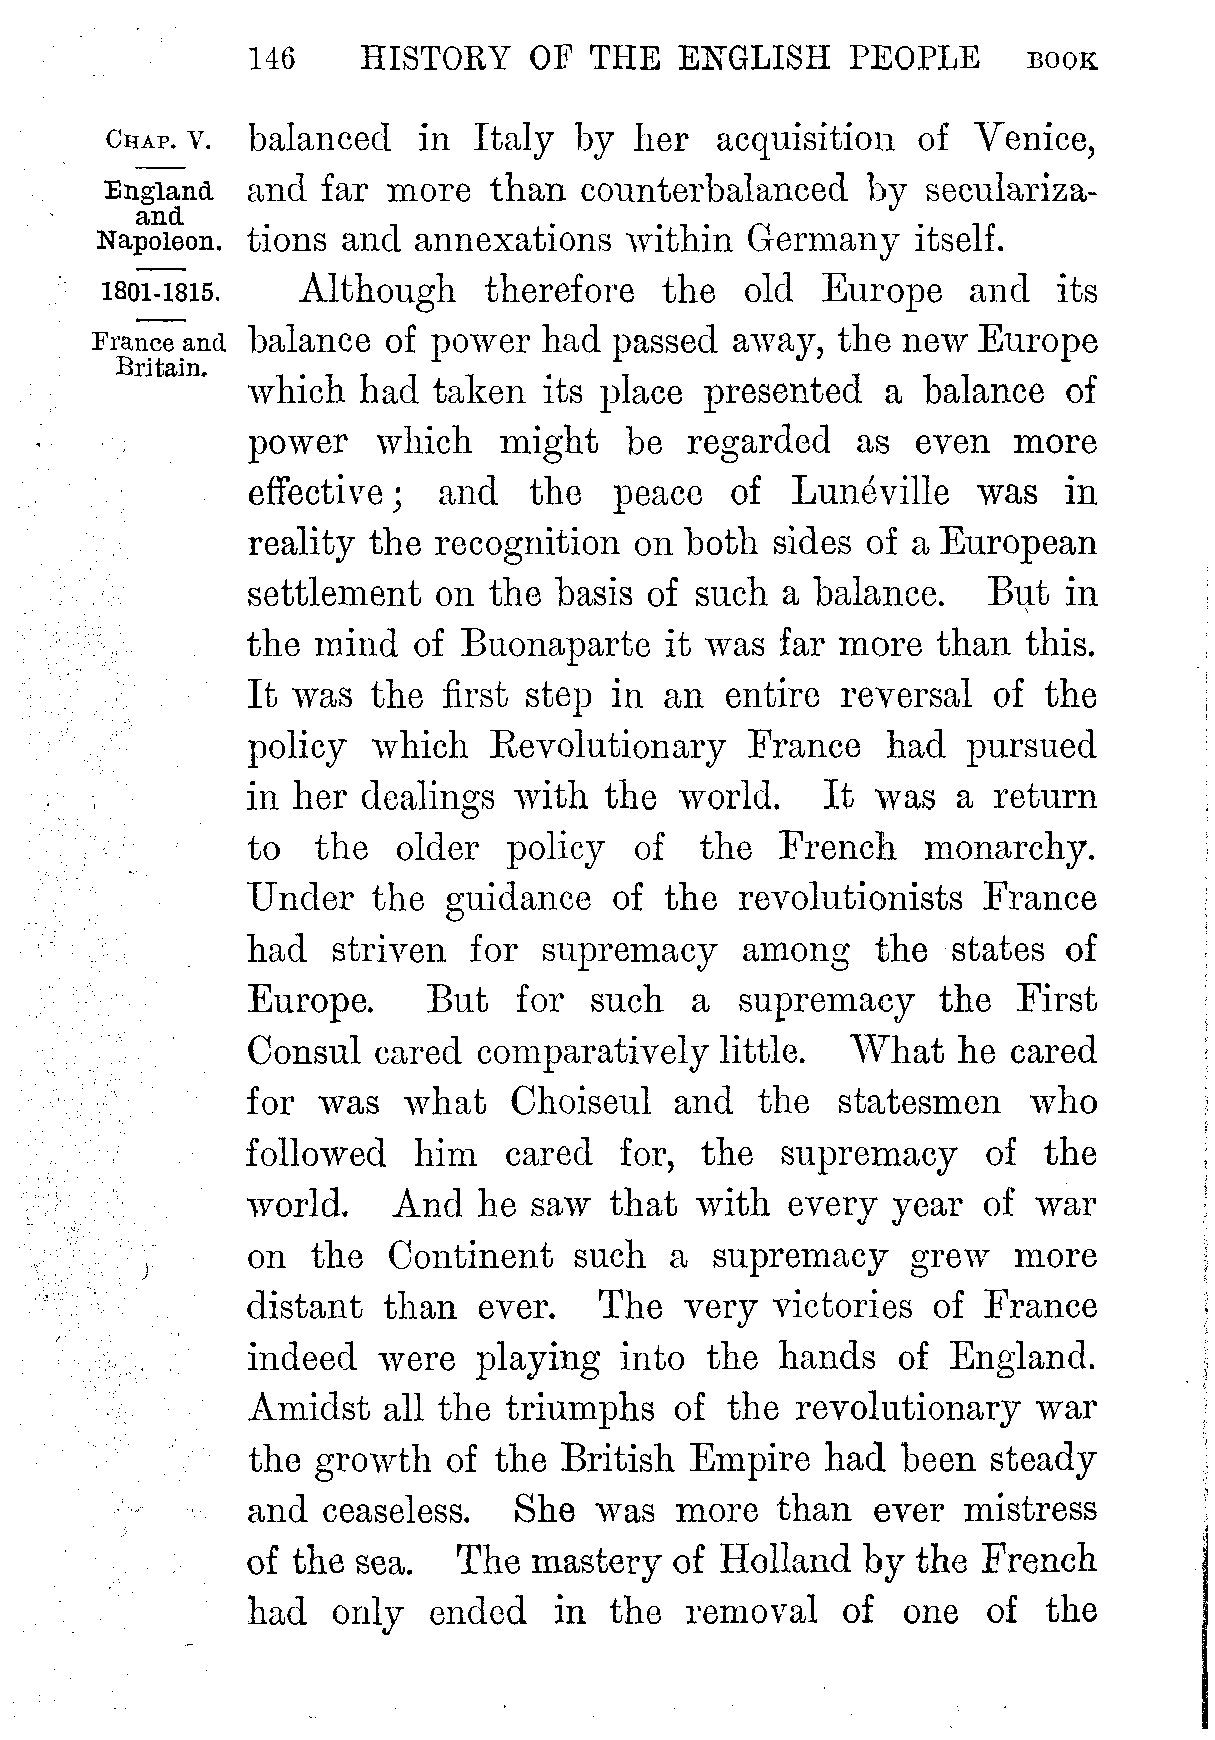 146 HISTORY OF THE ENGLISH PEOPLE BOOK
CHAP. V.
England
and
Napoleon.
1801-1815.
France and
Britain.
balanced in Italy by her acquisition of Venice,
and far more than counterbalanced by seculariza-
tions and annexations within Germany itself.
Although therefore the old Europe and its
balance of power had passed away, the new Europe
which had taken its place presented a balance of
power which might be regarded as even more
effective; and the peace of Lunéville was in
reality the recognition on both sides of a European
settlement on the basis of such a balance. But in
the mind of Buonaparte it was far more than this.
It was the first step in an entire reversal of the
policy which Revolutionary France had pursued
in her dealings with the world. It was a return
to the older policy of the French monarchy.
Under the guidance of the revolutionists France
had striven for supremacy among the states of
Europe. But for such a supremacy the First
Consul cared comparatively little. What he cared
for was what Choiseul and the statesmen who
followed him cared for, the supremacy of the
world. And he saw that with every year of war
on the Continent such a supremacy grew more
distant than ever. The very victories of France
indeed were playing into the hands of England.
Amidst all the triumphs of the revolutionary war
the growth of the British Empire had been steady
and ceaseless. She was more than ever mistress
of the sea. The mastery of Holland by the French
had only ended in the removal of one of the